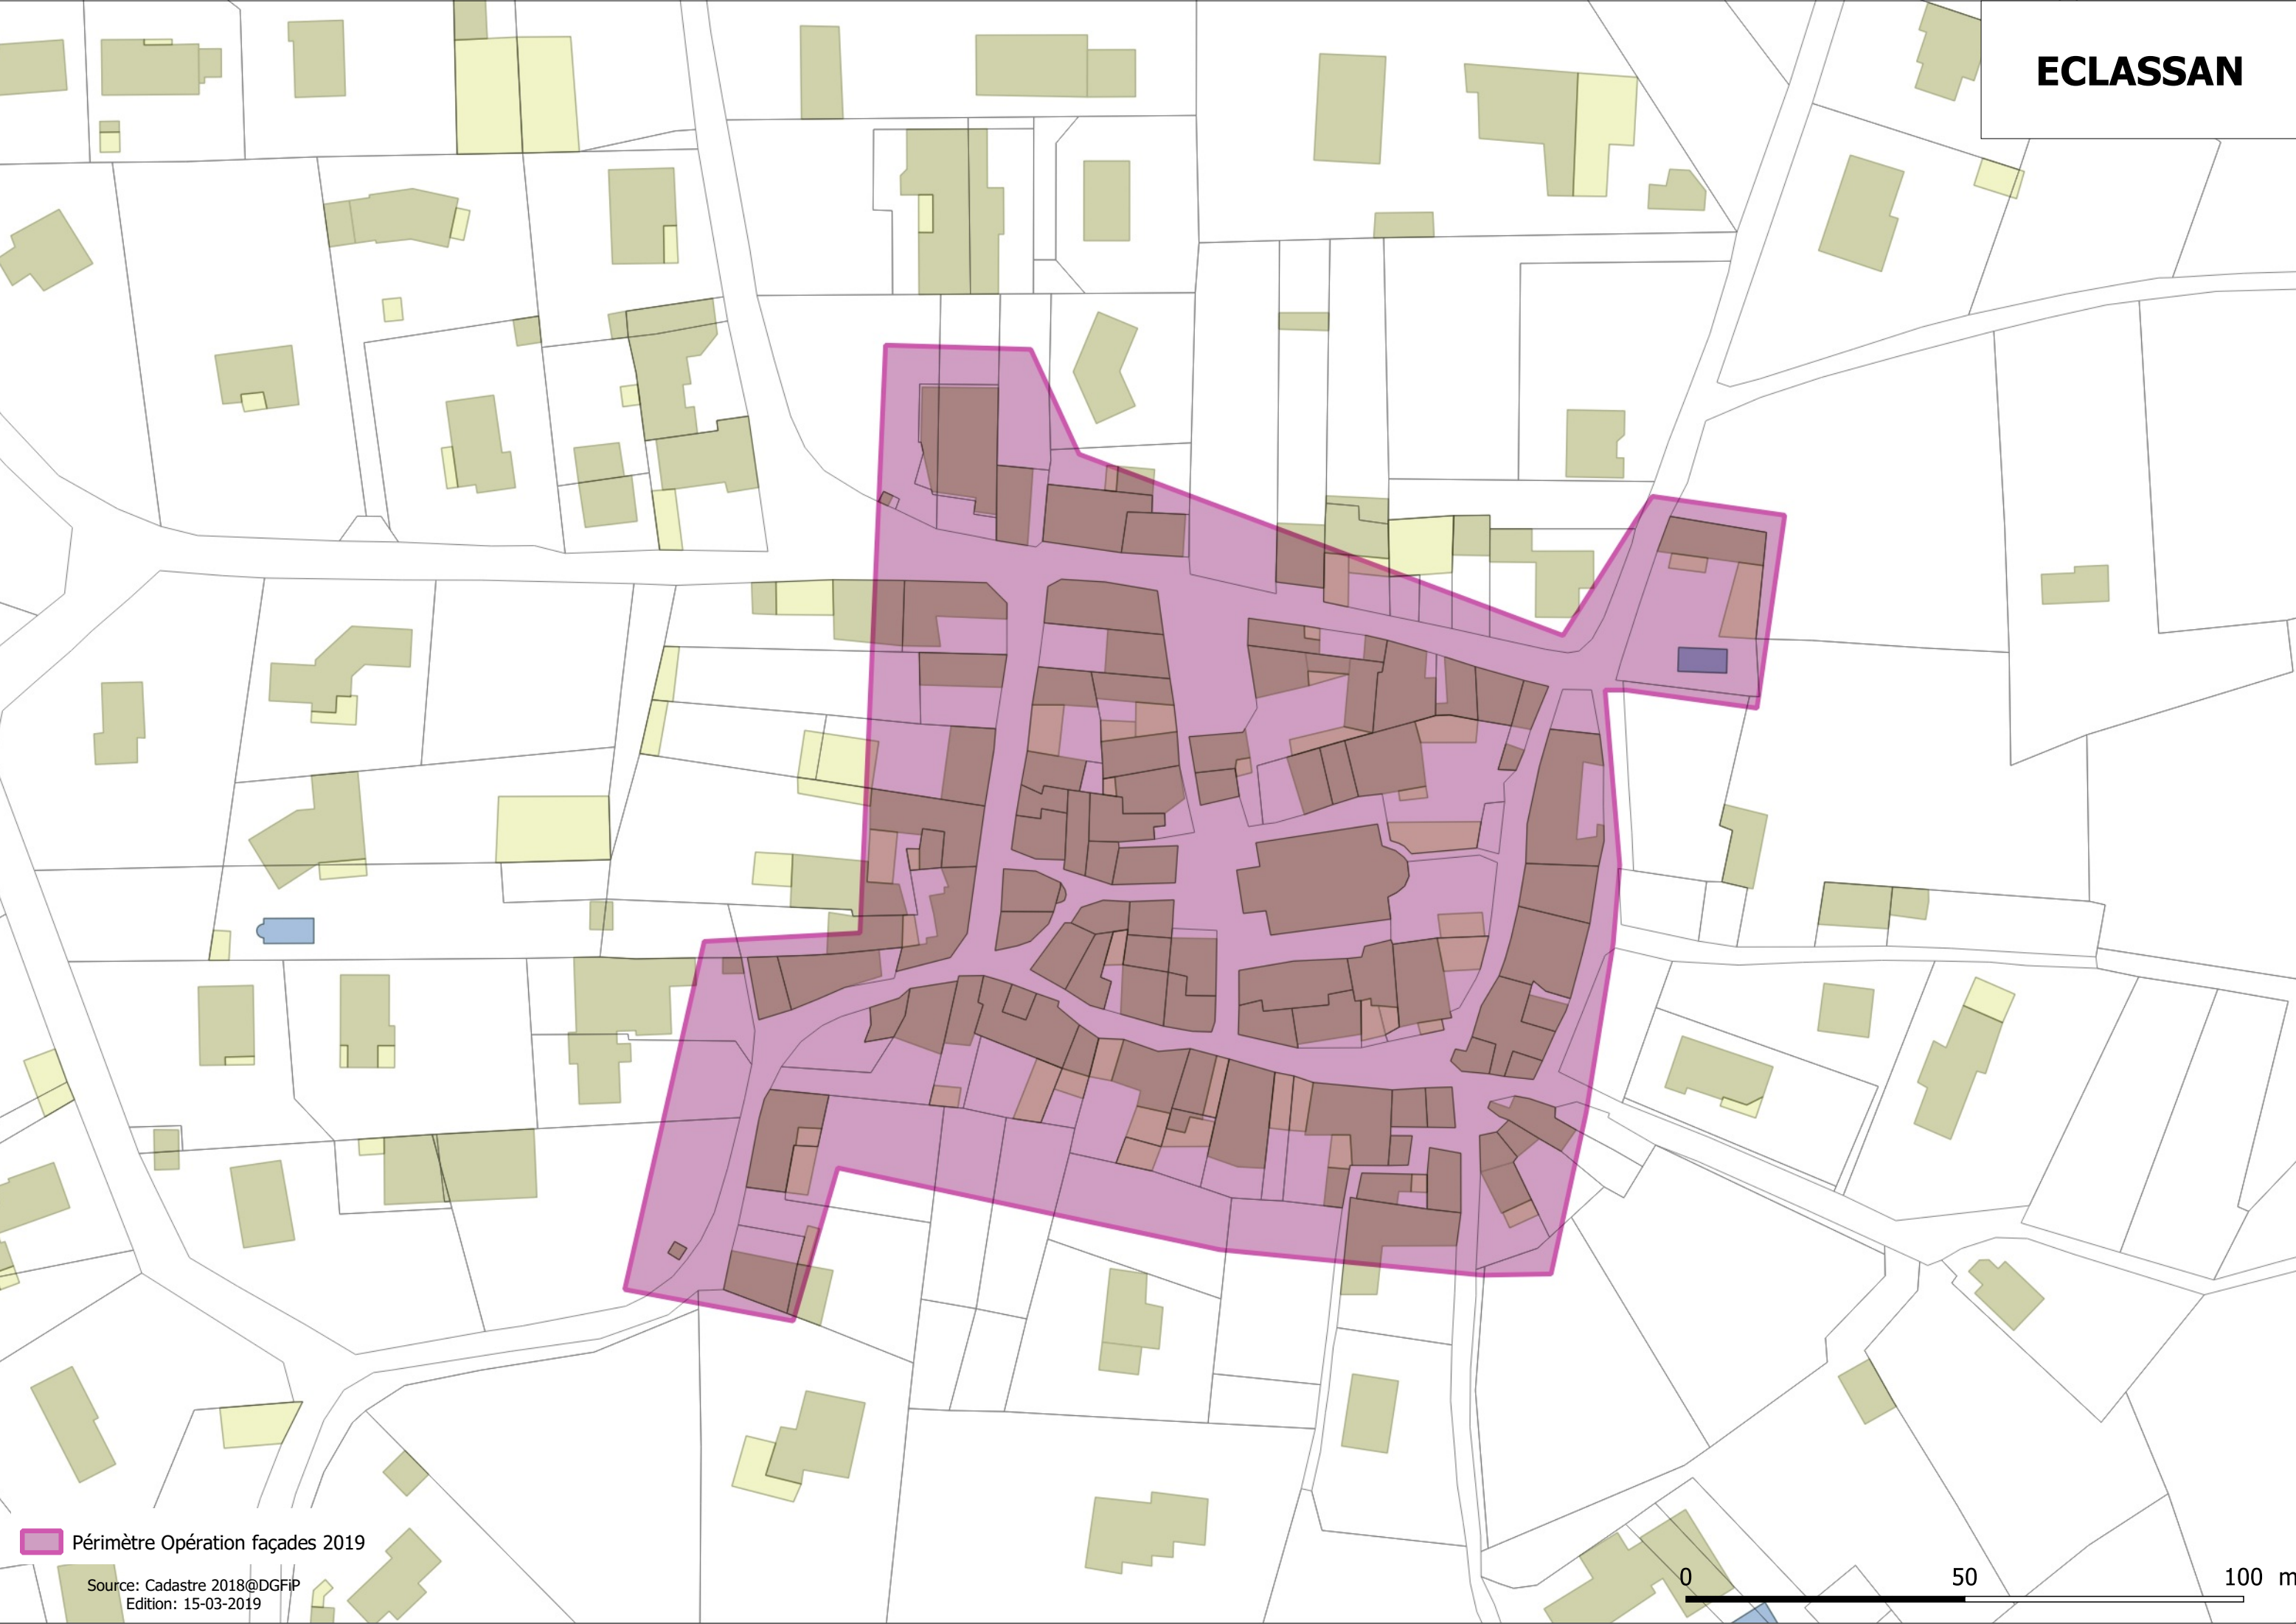 ECLASSAN
Périmètre Opération façades 2019
Source: Cadastre 2018@DGFiP
Edition: 15-03-2019
0 50 100 m